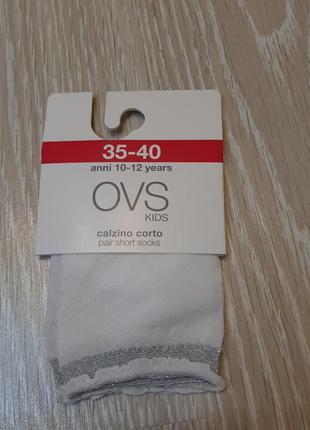 35-40
anni 10-12 years
OVS
KIDS
calzino corto
pair short socks